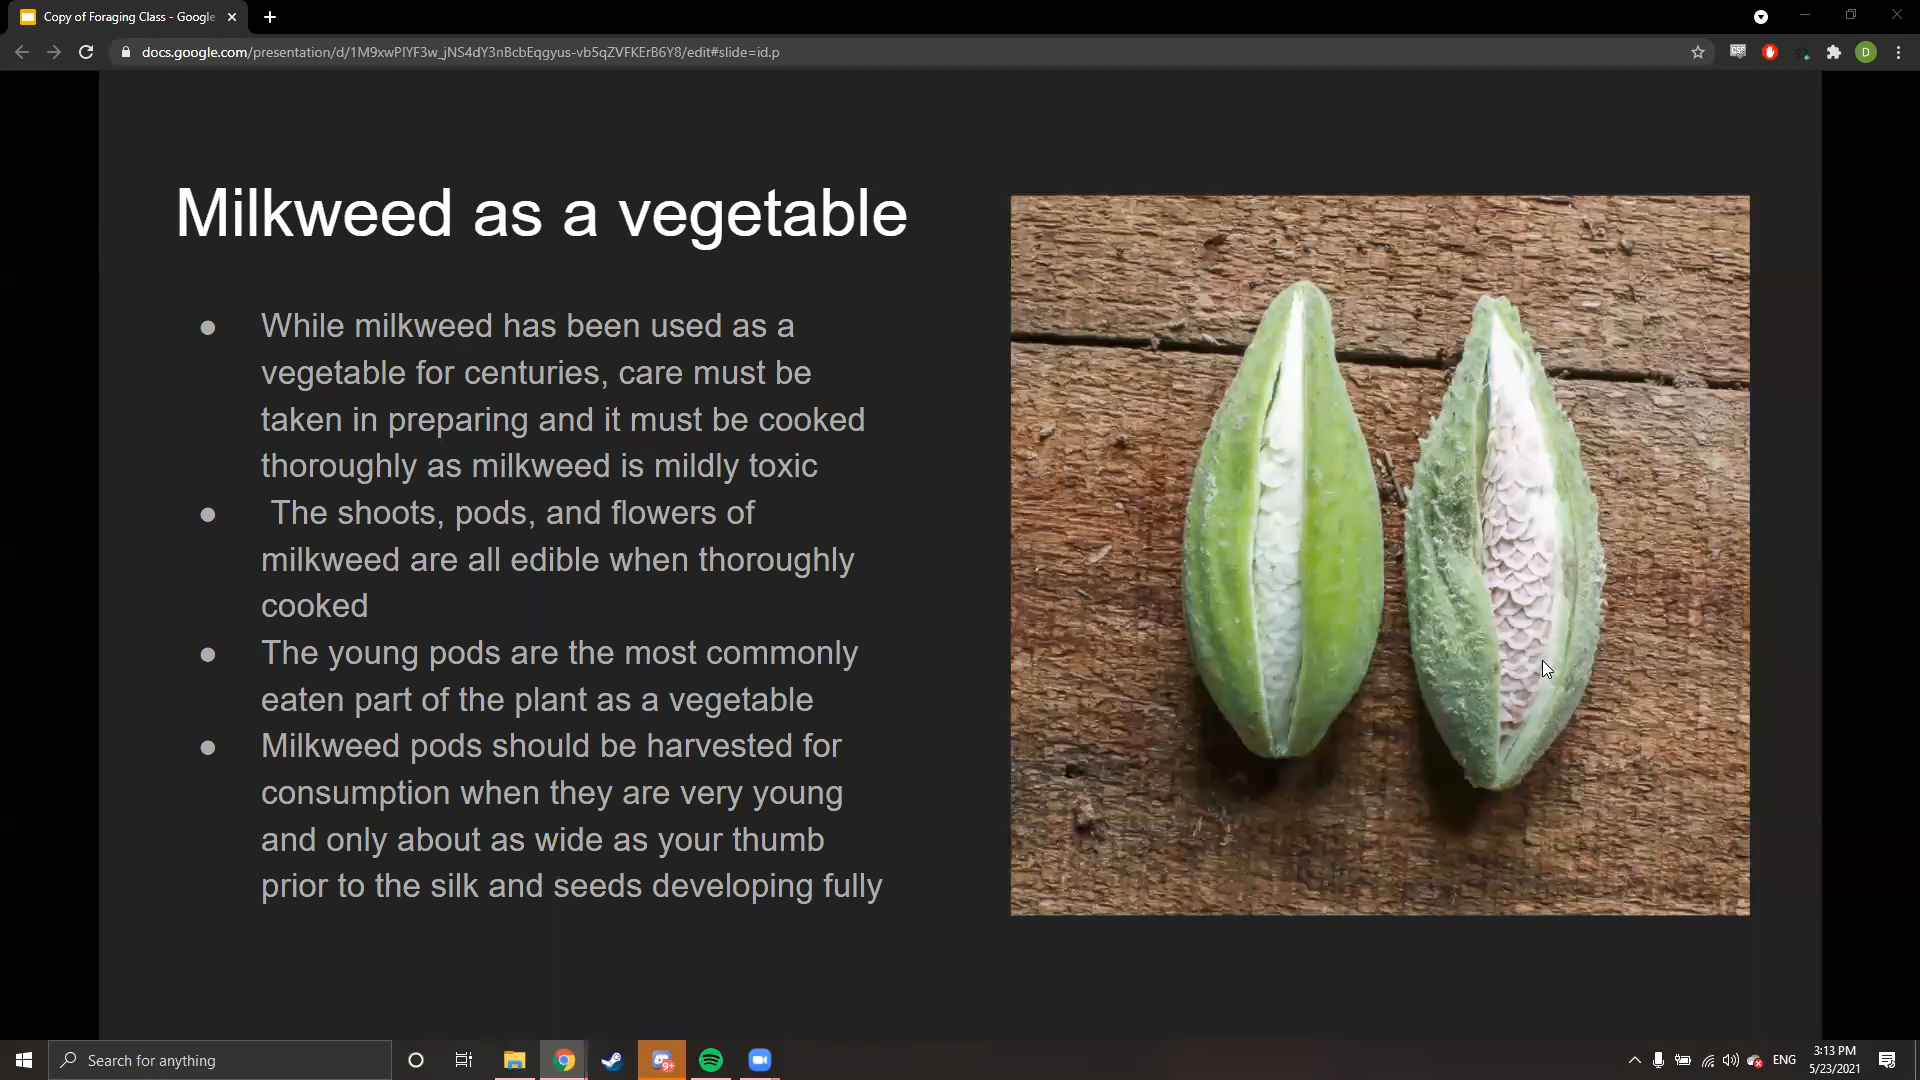 Copy of Foraging Class - Google
docs.google.com/presentation/d/1M9xwPlYF3w_jNS4dY3nBcbEqgyus-vb5qZVFKErB6Y8/edit#slide=id.p
D
Milkweed as a vegetable
● While milkweed has been used as a
vegetable for centuries, care must be
taken in preparing and it must be cooked
thoroughly as milkweed is mildly toxic
● The shoots, pods, and flowers of
milkweed are all edible when thoroughly
cooked
● The young pods are the most commonly
eaten part of the plant as a vegetable
● Milkweed pods should be harvested for
consumption when they are very young
and only about as wide as your thumb
prior to the silk and seeds developing fully
Search for anything
9+
ENG
3:13 PM
5/23/2021